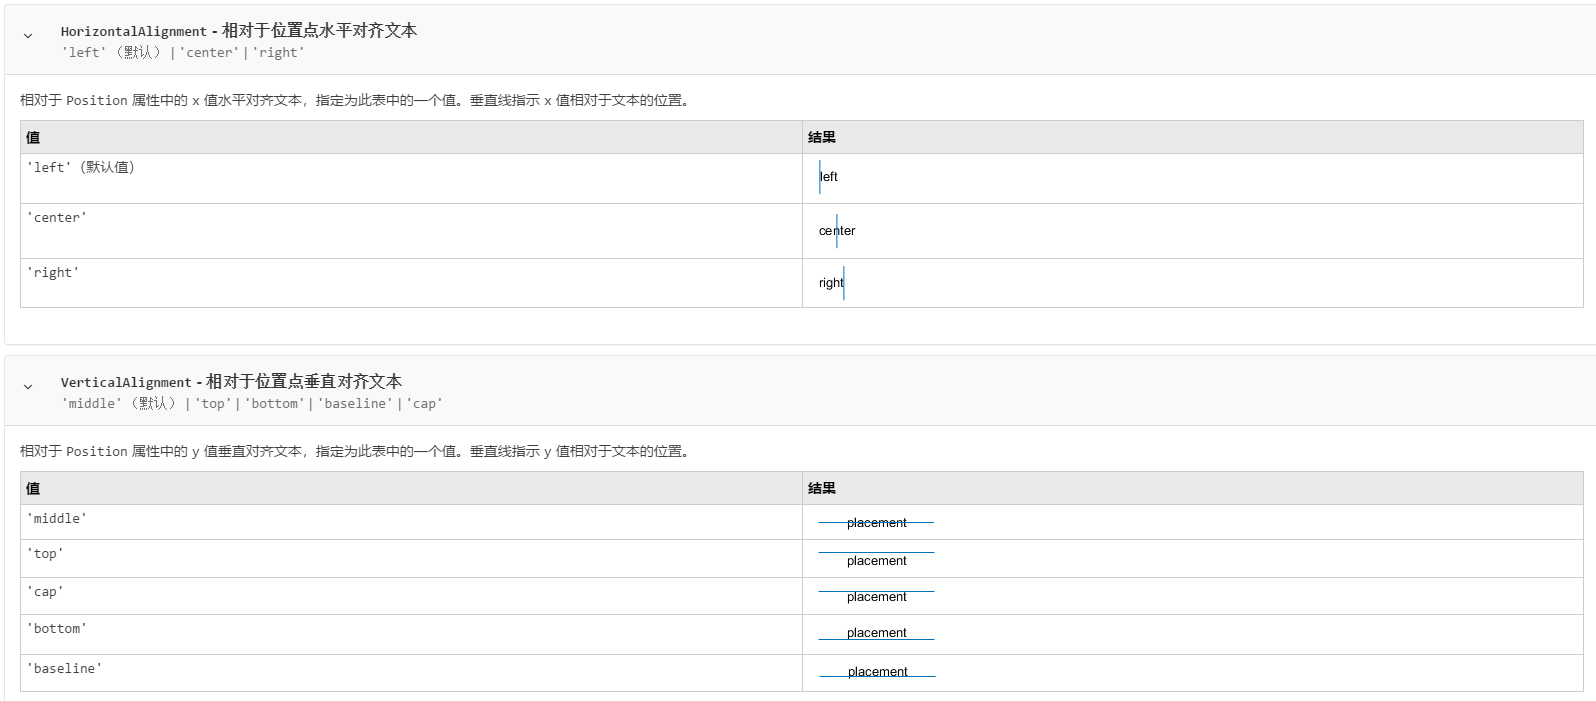 HorizontalAlignment - 相对于位置点水平对齐文本
'left'（默认）| 'center' | 'right'
相对于 Position 属性中的 x 值水平对齐文本，指定为此表中的一个值。垂直线指示 x 值相对于文本的位置。
值 结果
'left'（默认值） left
'center' center
'right' right
VerticalAlignment - 相对于位置点垂直对齐文本
'middle'（默认）| 'top' | 'bottom' | 'baseline' | 'cap'
相对于 Position 属性中的 y 值垂直对齐文本，指定为此表中的一个值。垂直线指示 y 值相对于文本的位置。
值 结果
'middle' placement
'top' placement
'cap' placement
'bottom' placement
'baseline' placement